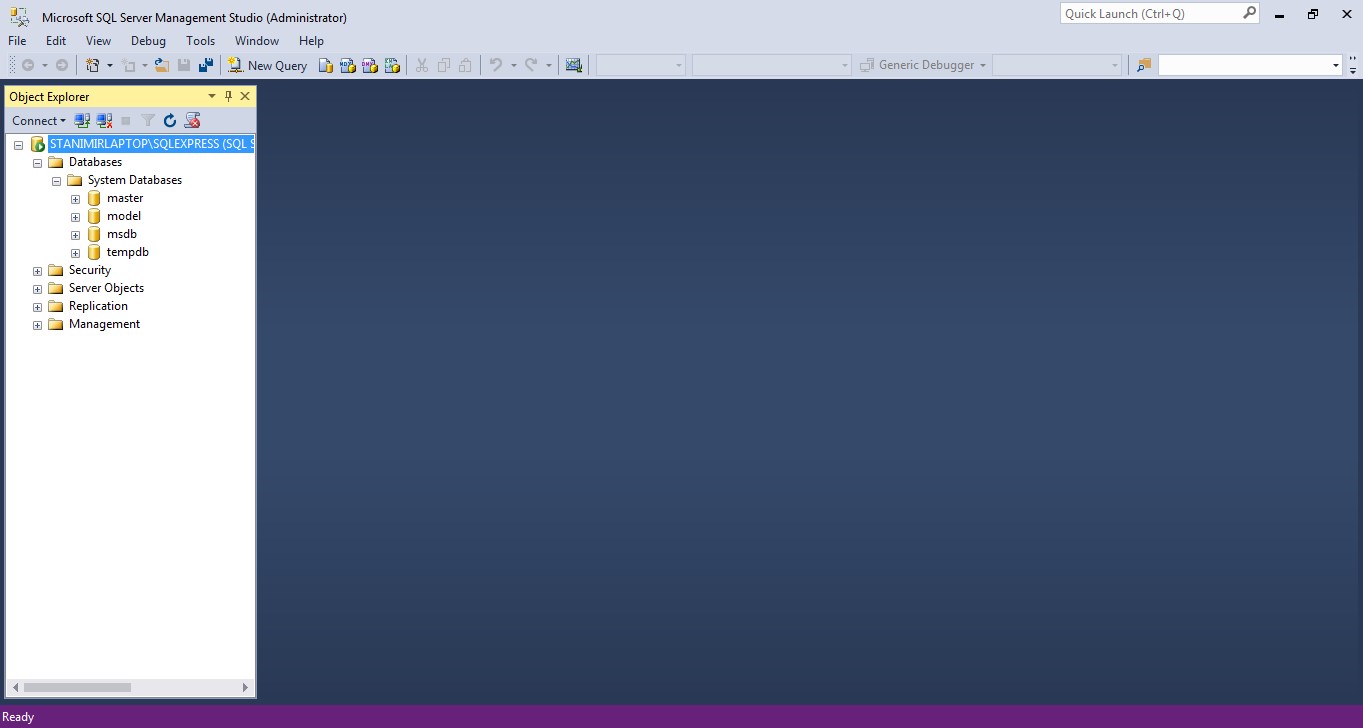 Microsoft SQL Server Management Studio (Administrator)
Quick Launch (Ctrl+Q)
File Edit View Debug Tools Window Help
New Query Generic Debugger
Object Explorer
Connect
STANIMIRLAPTOP\SQLEXPRESS (SQL S
Databases
System Databases
master
model
msdb
tempdb
Security
Server Objects
Replication
Management
Ready